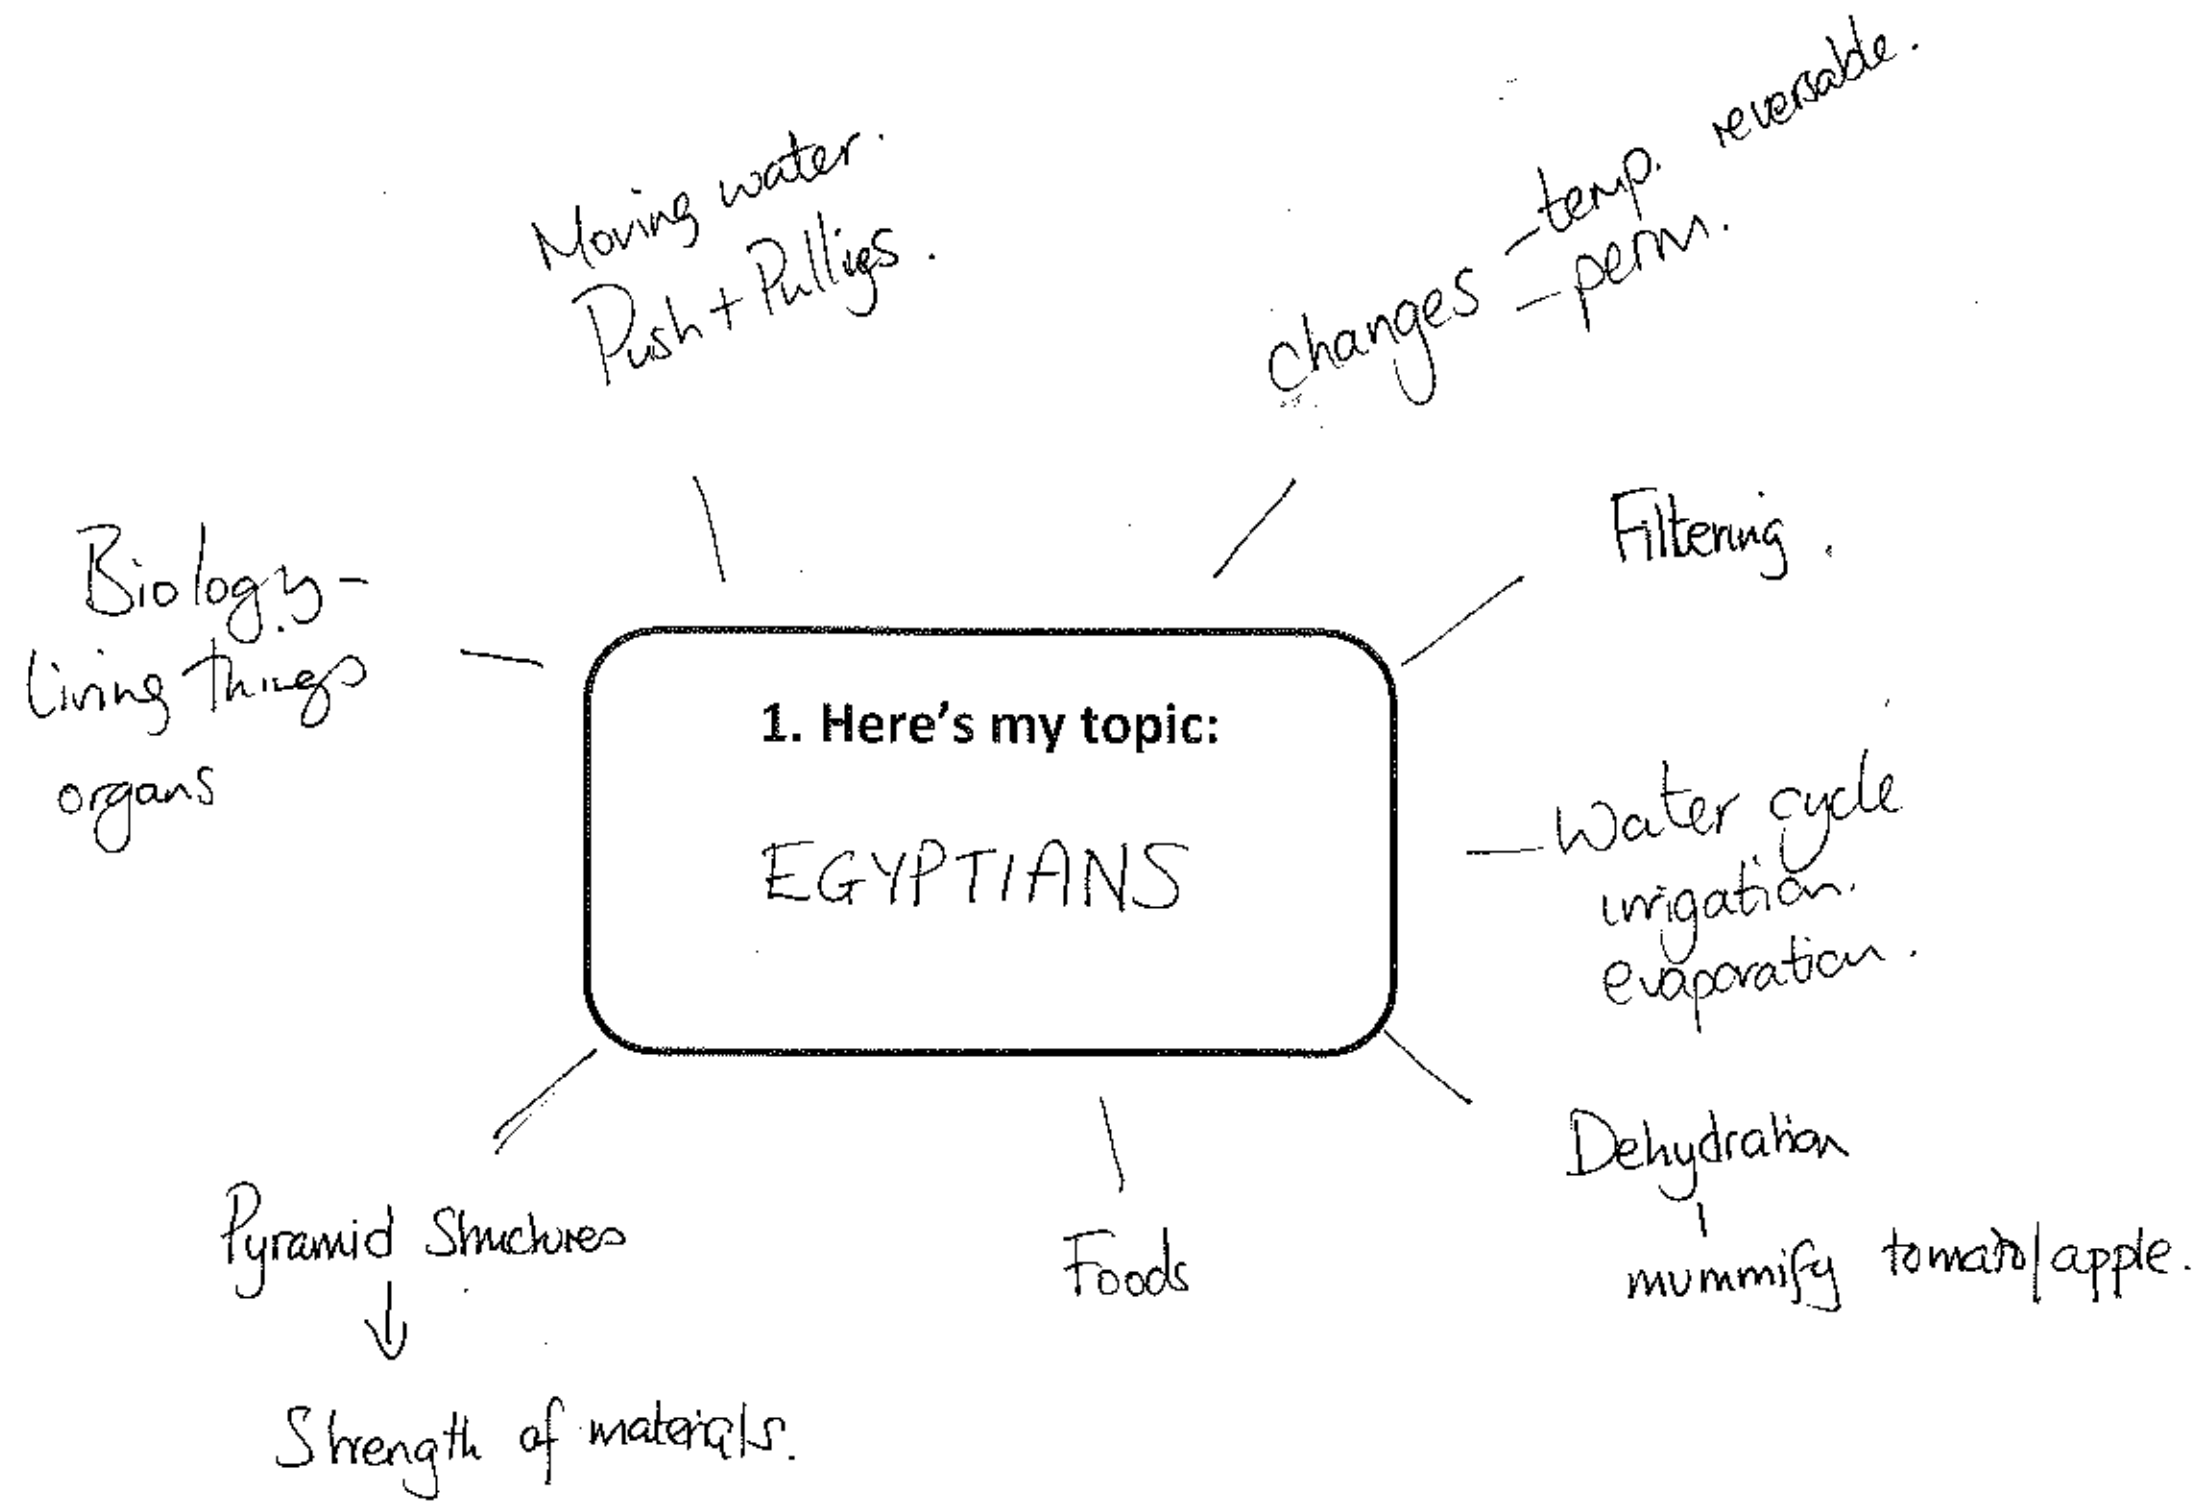 Moving water.
Push + Pulligs.
changes - temp. reversable.
- perm.
Filtering.
Biology -
living things
organs
1. Here's my topic:
EGYPTIANS
Water cycle
irrigation.
evaporation.
Dehydration
mummify tomato/apple.
Foods
Pyramid Structures
Strength of materials.